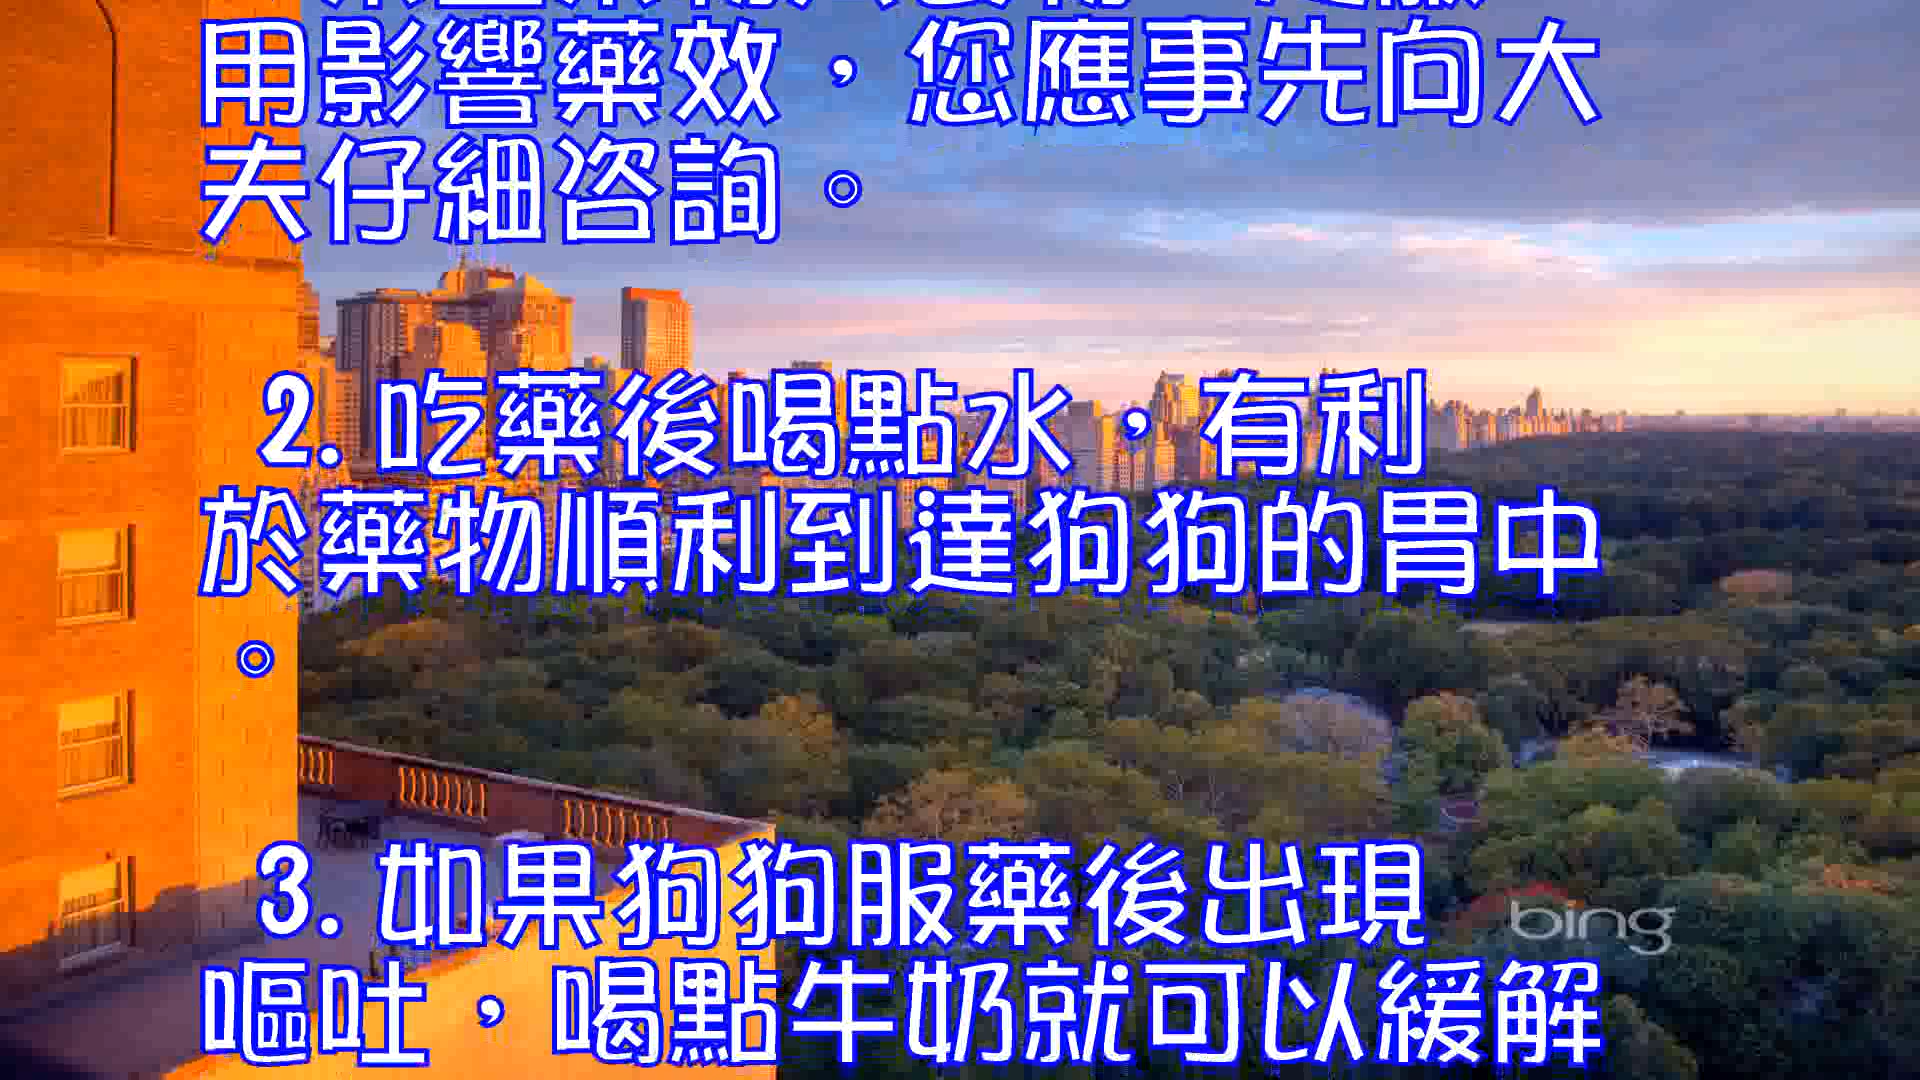 用影響藥效，您應事先向大
夫仔細咨詢。
2.吃藥後喝點水，有利
於藥物順利到達狗狗的胃中
。
3.如果狗狗服藥後出現
嘔吐，喝點牛奶就可以緩解
bing